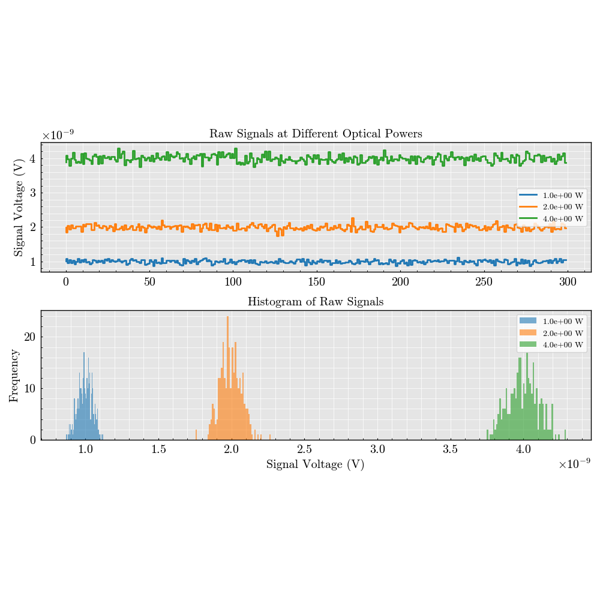 Raw Signals at Different Optical Powers
×10⁻⁹
Signal Voltage (V)
4
3
2
1
0 50 100 150 200 250 300
1.0e+00 W
2.0e+00 W
4.0e+00 W
Histogram of Raw Signals
Frequency
20
10
0
1.0 1.5 2.0 2.5 3.0 3.5 4.0
1.0e+00 W
2.0e+00 W
4.0e+00 W
Signal Voltage (V)
×10⁻⁹